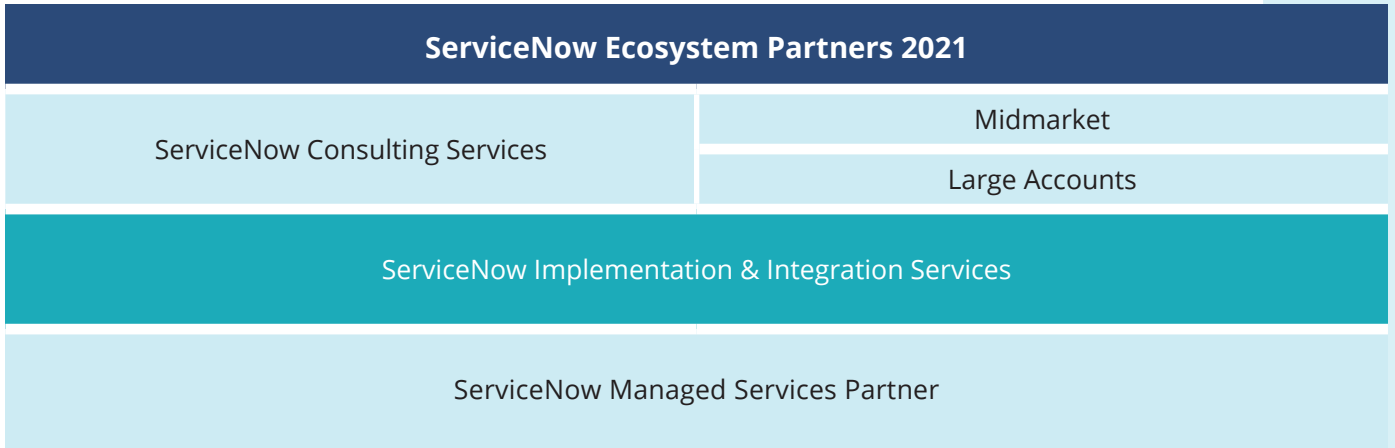 ServiceNow Ecosystem Partners 2021
ServiceNow Consulting Services
Midmarket
Large Accounts
ServiceNow Implementation & Integration Services
ServiceNow Managed Services Partner